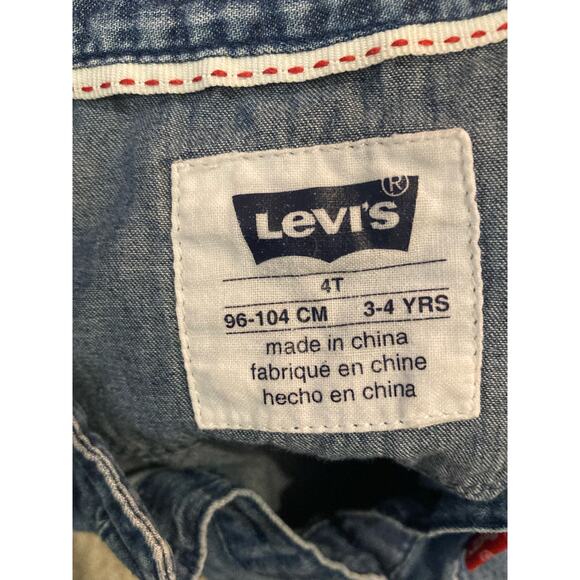 LEVI'S®
4T
96-104 CM 3-4 YRS
made in china
fabriqué en chine
hecho en china